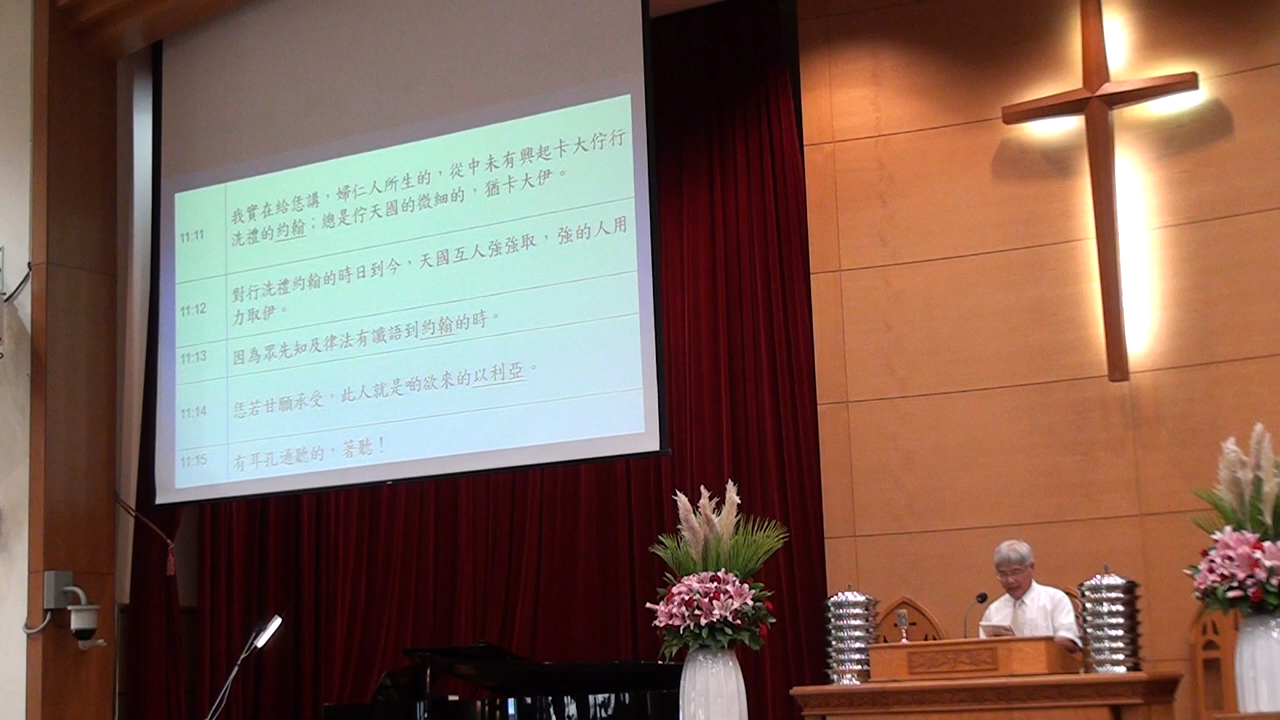 11:11
我實在給恁講，婦仁人所生的，從中未有興起卡大佇行
洗禮的約翰；總是佇天國的微細的，猶卡大伊。
11:12
對行洗禮約翰的時日到今，天國互人強強取，強的人用
力取伊。
11:13
因為眾先知及律法有讖語到約翰的時。
11:14
恁若甘願承受，此人就是啲欲來的以利亞。
11:15
有耳孔通聽的，著聽！